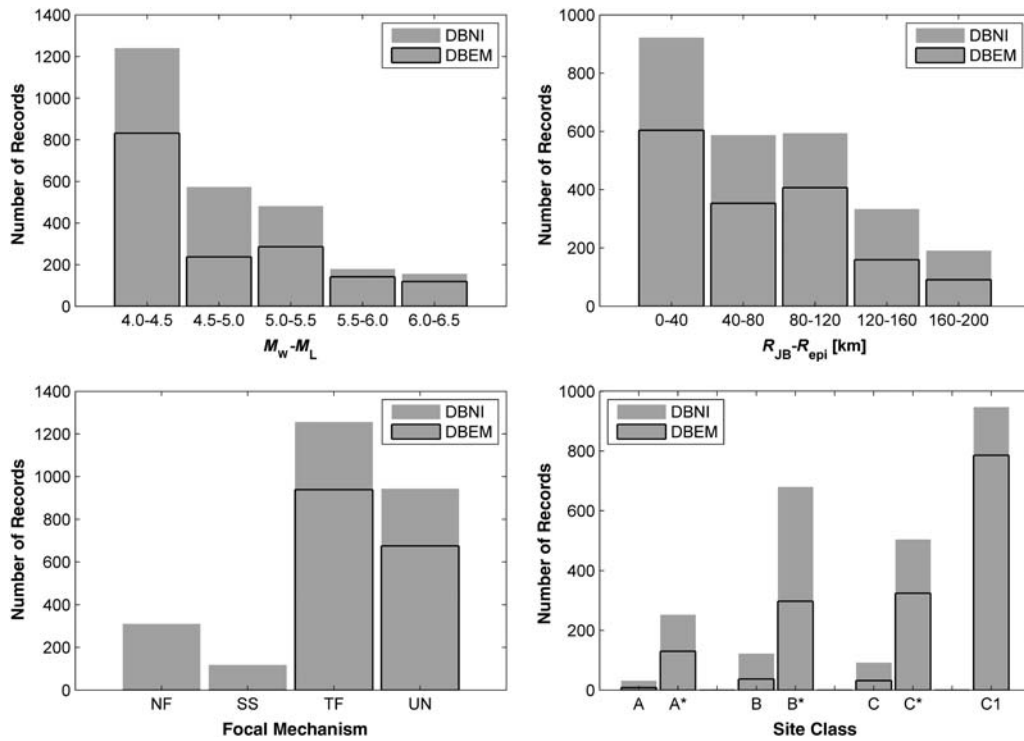 1400
1200
1000
800
600
400
200
0
Number of Records
DBNI
DBEM
4.0-4.5 4.5-5.0 5.0-5.5 5.5-6.0 6.0-6.5
Mw-ML
1000
800
600
400
200
0
Number of Records
DBNI
DBEM
0-40 40-80 80-120 120-160 160-200
RJB-Repi [km]
1400
1200
1000
800
600
400
200
0
Number of Records
DBNI
DBEM
NF SS TF UN
Focal Mechanism
1000
800
600
400
200
0
Number of Records
DBNI
DBEM
A A* B B* C C* C1
Site Class